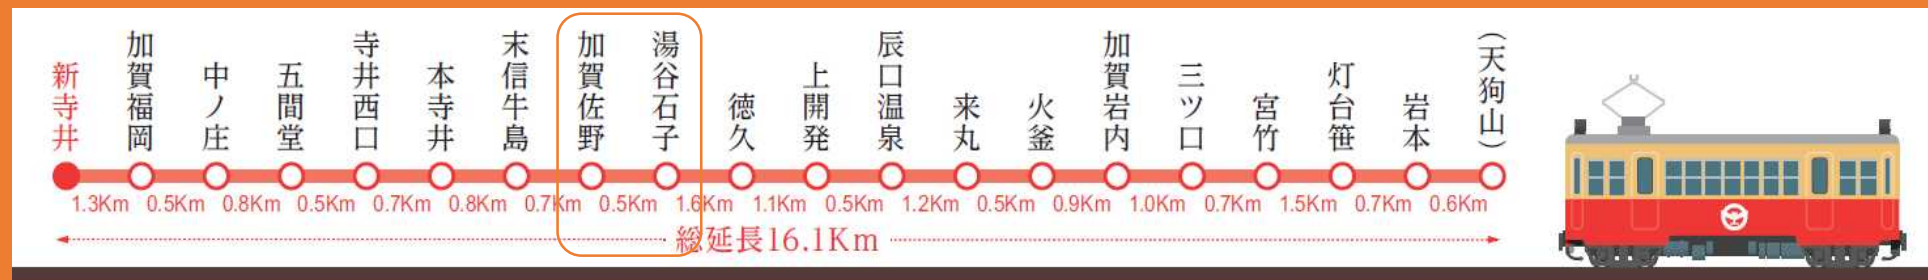 新寺井
加賀福岡
中ノ庄
五間堂
寺井西口
本寺井
末信牛島
加賀佐野
湯谷石子
徳久
上開発
辰口温泉
来丸
火釜
加賀岩内
三ツ口
宮竹
灯台笹
岩本
（天狗山）
1.3Km 0.5Km 0.8Km 0.5Km 0.7Km 0.8Km 0.7Km 0.5Km 1.6Km 1.1Km 0.5Km 1.2Km 0.5Km 0.9Km 1.0Km 0.7Km 1.5Km 0.7Km 0.6Km
総延長16.1Km